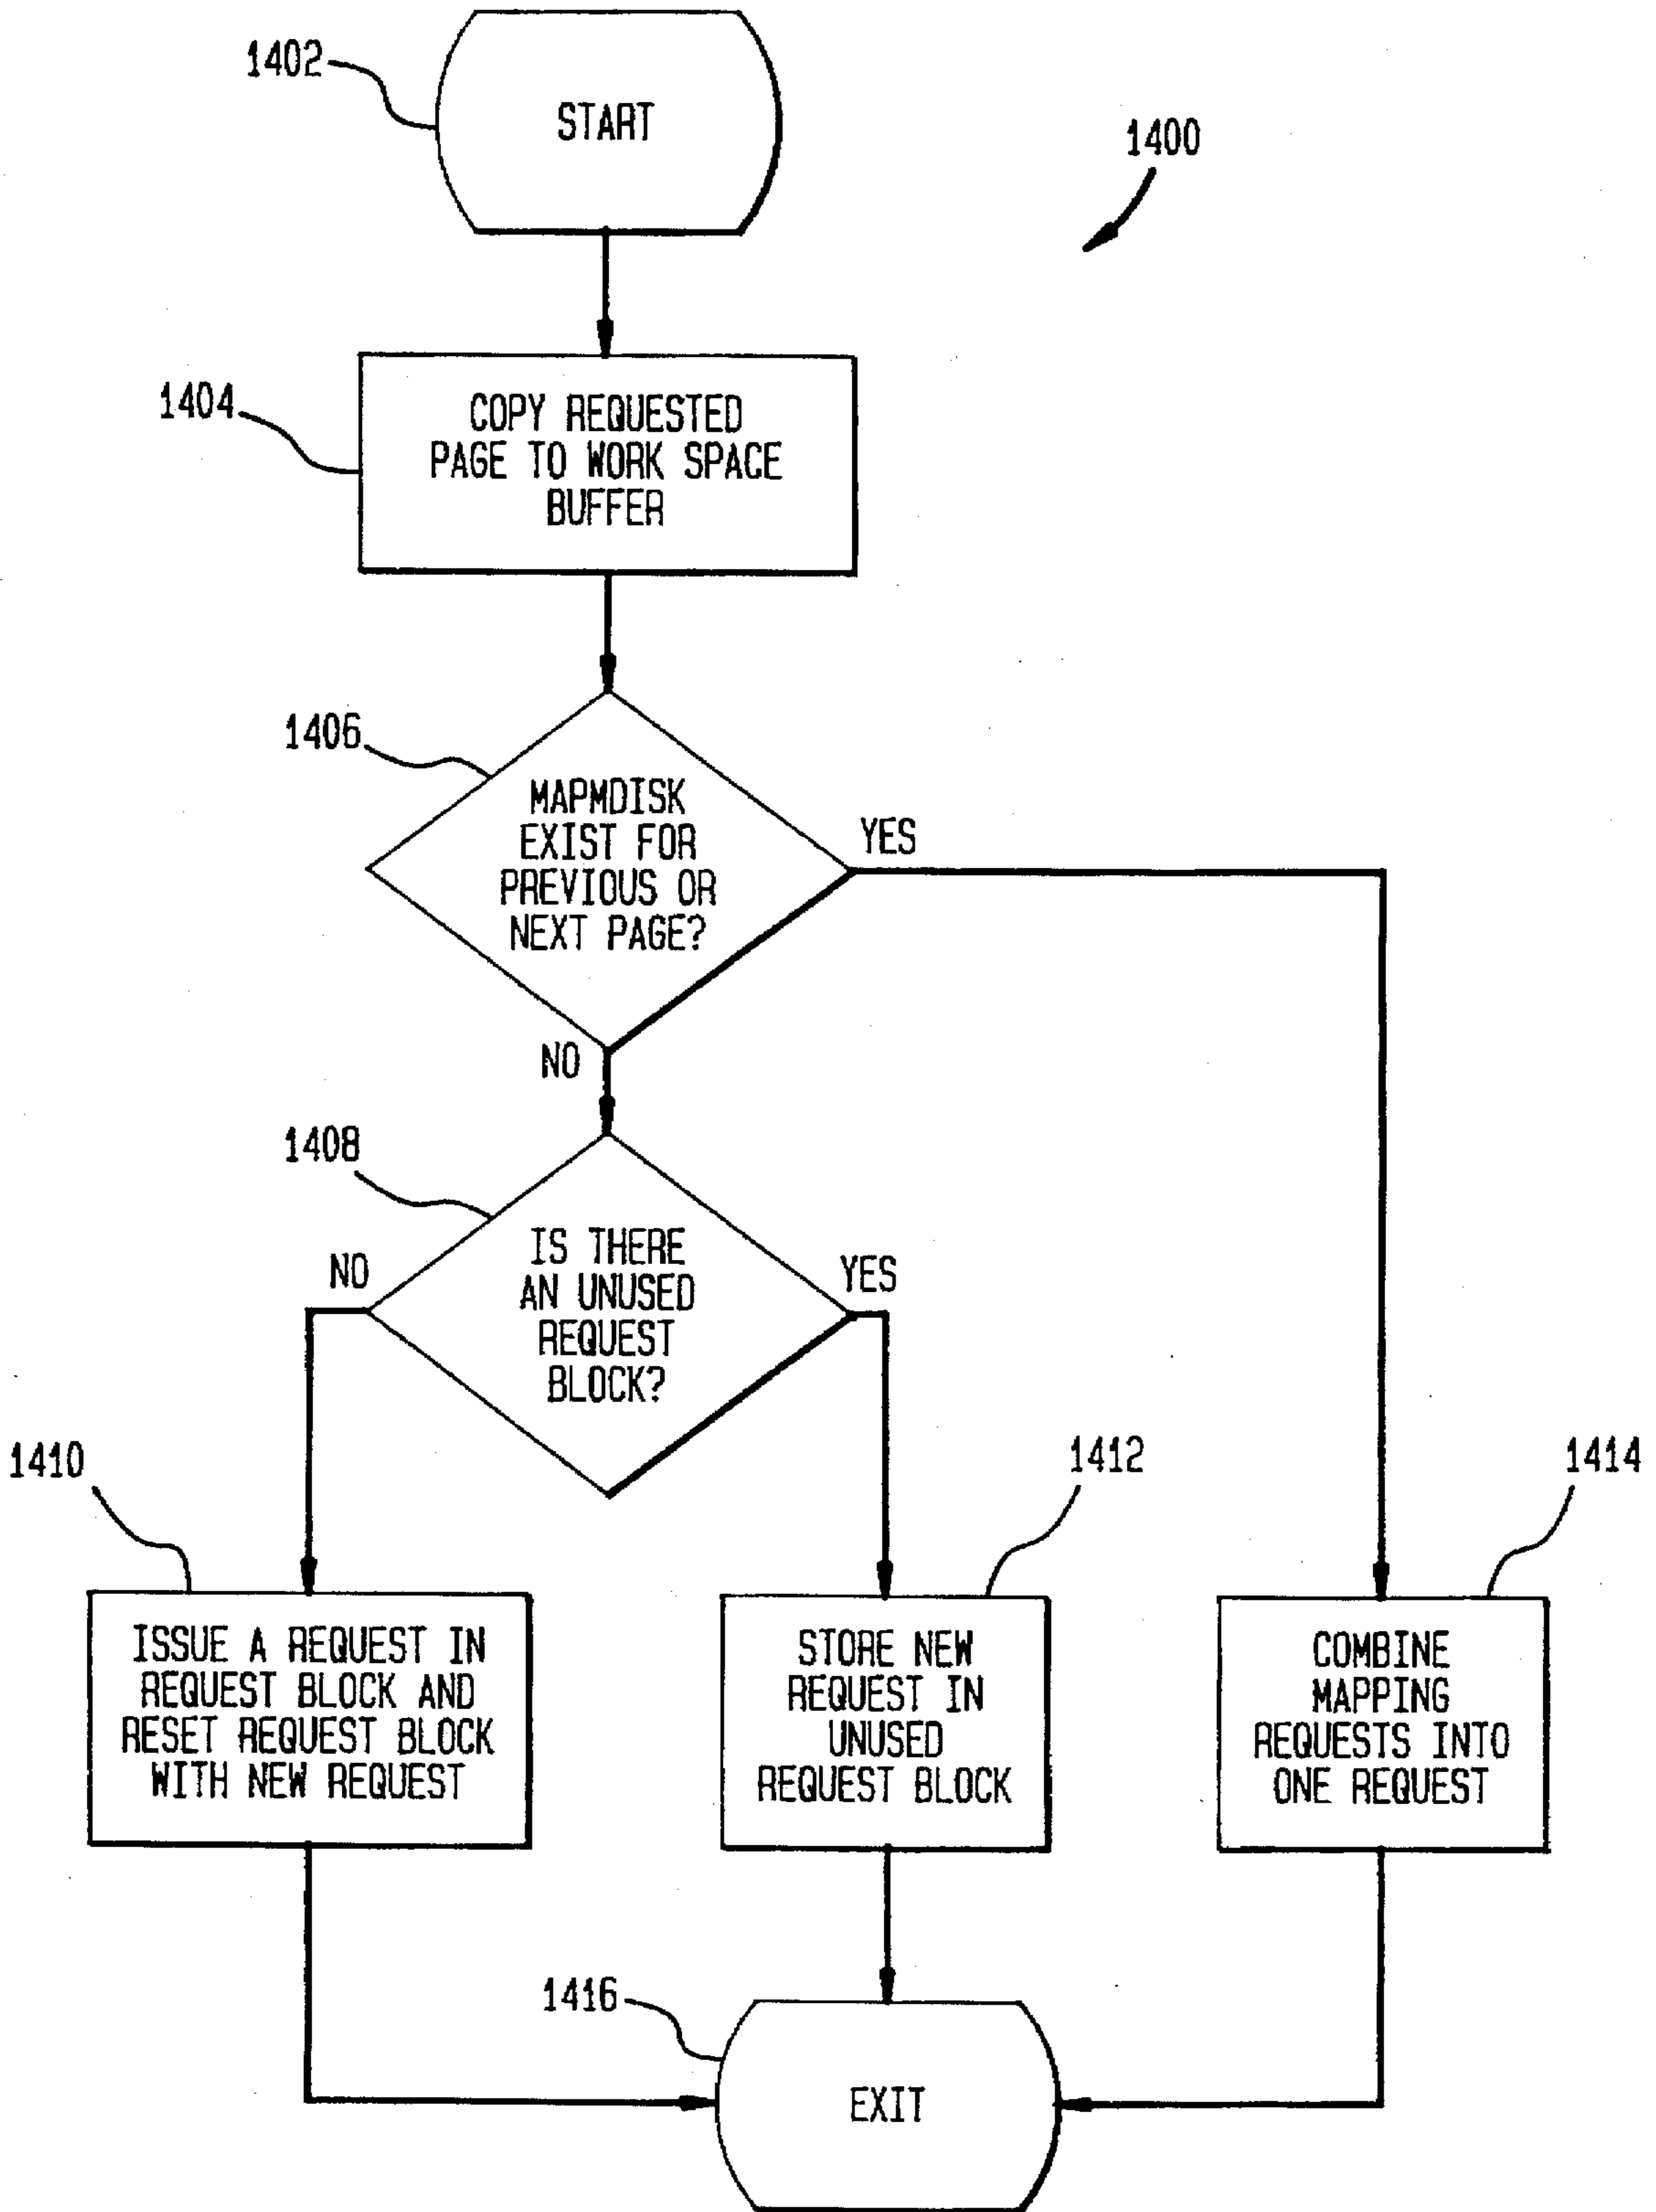 1402
START
1400
1404
COPY REQUESTED
PAGE TO WORK SPACE
BUFFER
1406
MAPMDISK
EXIST FOR
PREVIOUS OR
NEXT PAGE?
YES
NO
1408
IS THERE
AN UNUSED
REQUEST
BLOCK?
NO
YES
1410
ISSUE A REQUEST IN
REQUEST BLOCK AND
RESET REQUEST BLOCK
WITH NEW REQUEST
1412
STORE NEW
REQUEST IN
UNUSED
REQUEST BLOCK
1414
COMBINE
MAPPING
REQUESTS INTO
ONE REQUEST
1416
EXIT